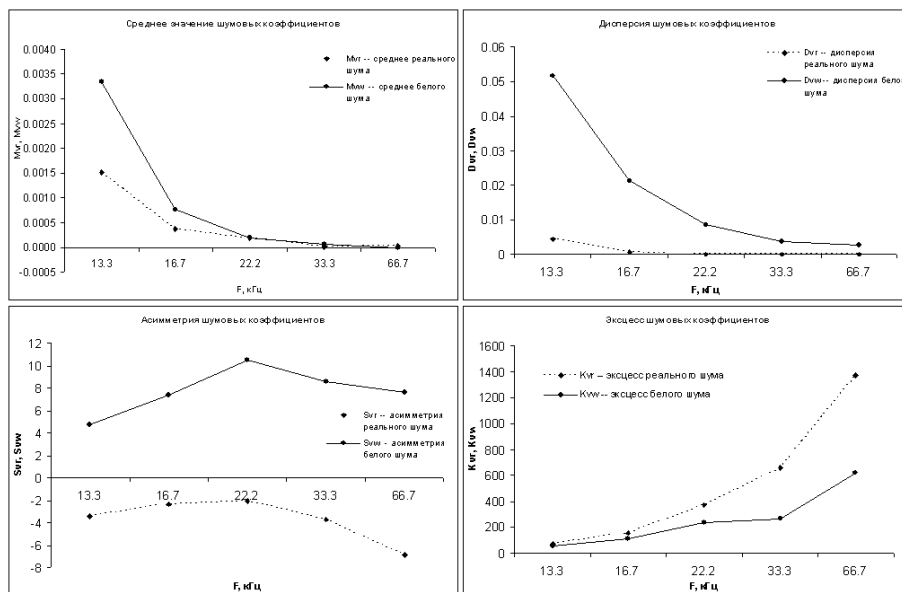 Среднее значение шумовых коэффициентов
0.0040
0.0035
0.0030
0.0025
0.0020
0.0015
0.0010
0.0005
0.0000
-0.0005
Mvr, Mvw
Mvr -- среднее реального
шума
Mvw -- среднее белого
шума
13.3 16.7 22.2 33.3 66.7
F, кГц
Дисперсия шумовых коэффициентов
0.06
0.05
0.04
0.03
0.02
0.01
0
Dvr, Dvw
Dvr -- дисперсия
реального шума
Dvw -- дисперсия бело
шума
13.3 16.7 22.2 33.3 66.7
F, кГц
Асимметрия шумовых коэффициентов
12
10
8
6
4
2
0
-2
-4
-6
-8
Svr, Svw
Svr -- асимметрия
реального шума
Svw - асимметрия
белого шума
13.3 16.7 22.2 33.3 66.7
F, кГц
Эксцесс шумовых коэффициентов
1600
1400
1200
1000
800
600
400
200
0
Kvr, Kvw
Kvr -- эксцесс реального шума
Kvw -- эксцесс белого шума
13.3 16.7 22.2 33.3 66.7
F, кГц